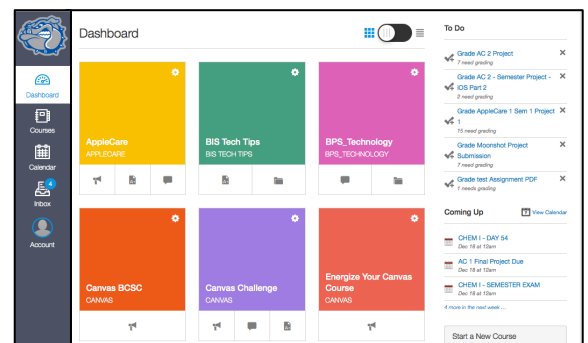 Dashboard
Courses
Calendar
4
Inbox
Account
Dashboard
AppleCare
APPLECARE
BIS Tech Tips
BIS TECH TIPS
BPS_Technology
BPS_TECHNOLOGY
Canvas BCSC
CANVAS
Canvas Challenge
CANVAS
Energize Your Canvas
Course
CANVAS
To Do
Grade AC 2 Project
7 need grading
Grade AC 2 - Semester Project -
iOS Part 2
2 need grading
Grade AppleCare 1 Sem 1 Project
1
15 need grading
Grade Moonshot Project
Submission
7 need grading
Grade test Assignment PDF
1 needs grading
Coming Up
View Calendar
CHEM I - DAY 54
Dec 18 at 12am
AC 1 Final Project Due
Dec 18 at 12am
CHEM I - SEMESTER EXAM
Dec 18 at 12am
4 more in the next week ...
Start a New Course